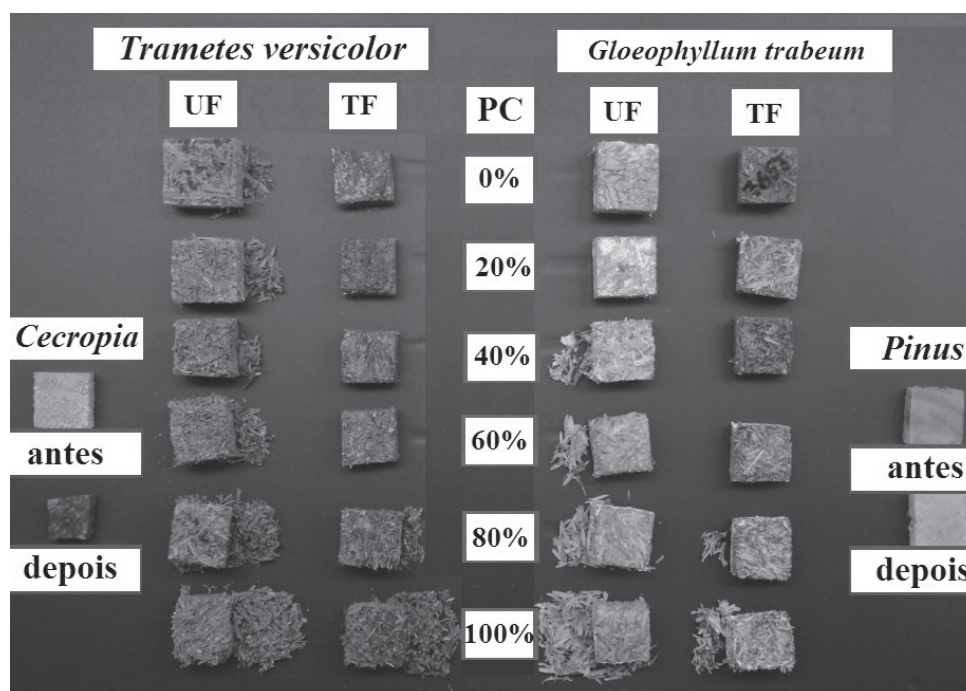 Trametes versicolor
Gloeophyllum trabeum
UF
TF
PC
UF
TF
0%
20%
40%
60%
80%
100%
Cecropia
antes
depois
Pinus
antes
depois